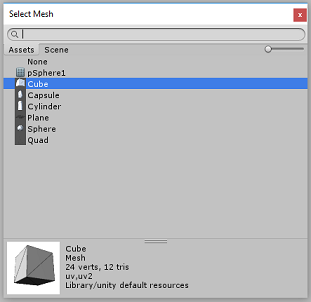 Select Mesh
x
Assets Scene
None
pSphere1
Cube
Capsule
Cylinder
Plane
Sphere
Quad
Cube
Mesh
24 verts, 12 tris
uv,uv2
Library/unity default resources